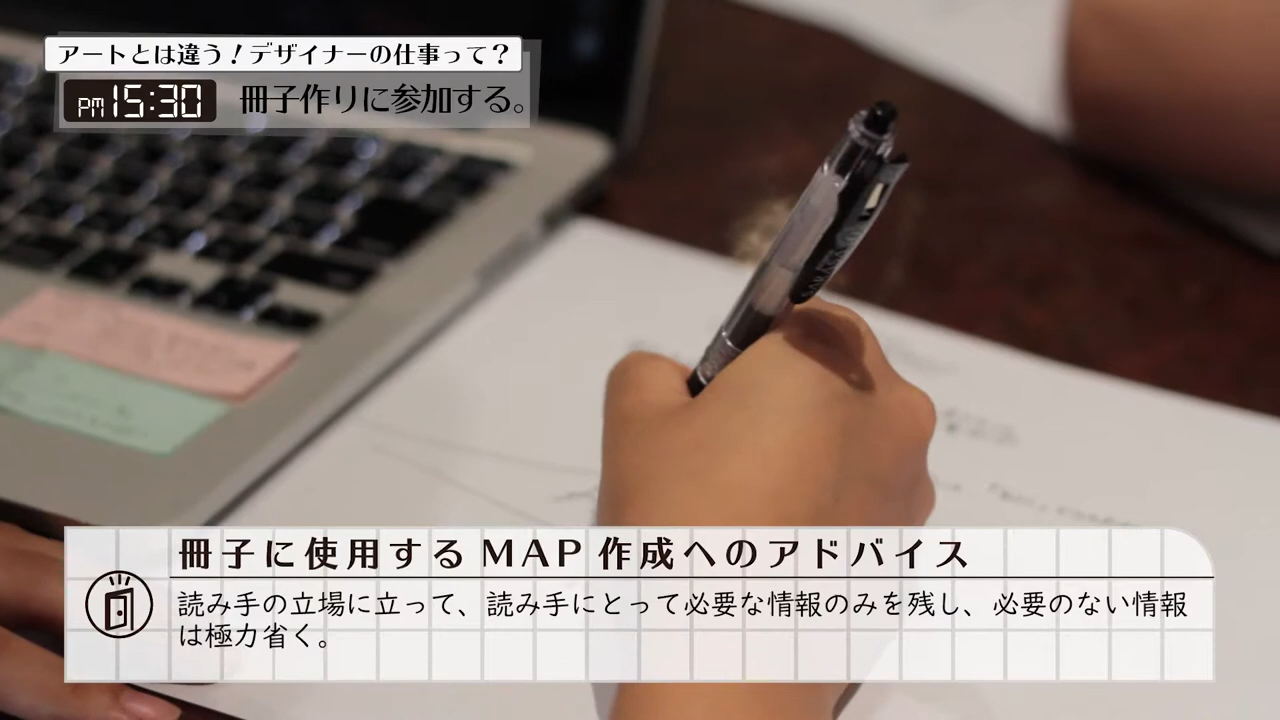 アートとは違う！デザイナーの仕事って？
pm15:30 冊子作りに参加する。
冊子に使用するMAP作成へのアドバイス
読み手の立場に立って、読み手にとって必要な情報のみを残し、必要のない情報
は極力省く。